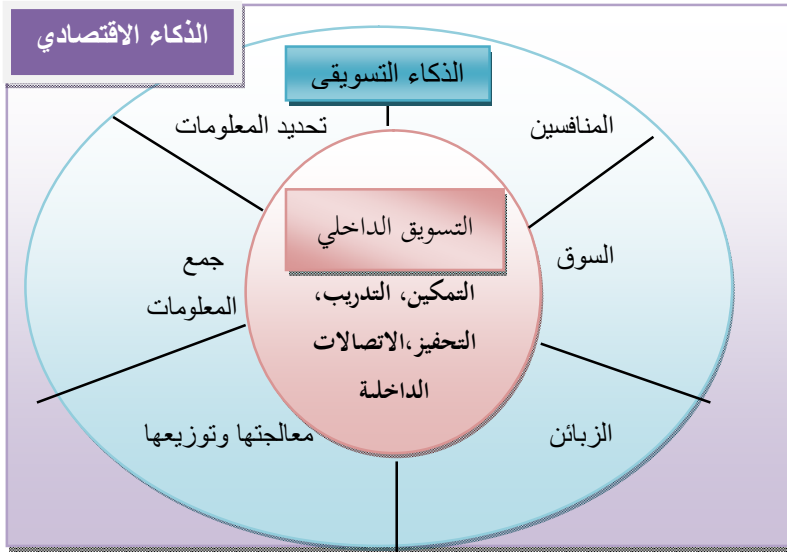 الذكاء الاقتصادي
الذكاء التسويقى
المنافسين
تحديد المعلومات
التسويق الداخلي
السوق
جمع
المعلومات
التمكين، التدريب،
التحفيز،الاتصالات
الداخلية
الزبائن
معالجتها وتوزيعها